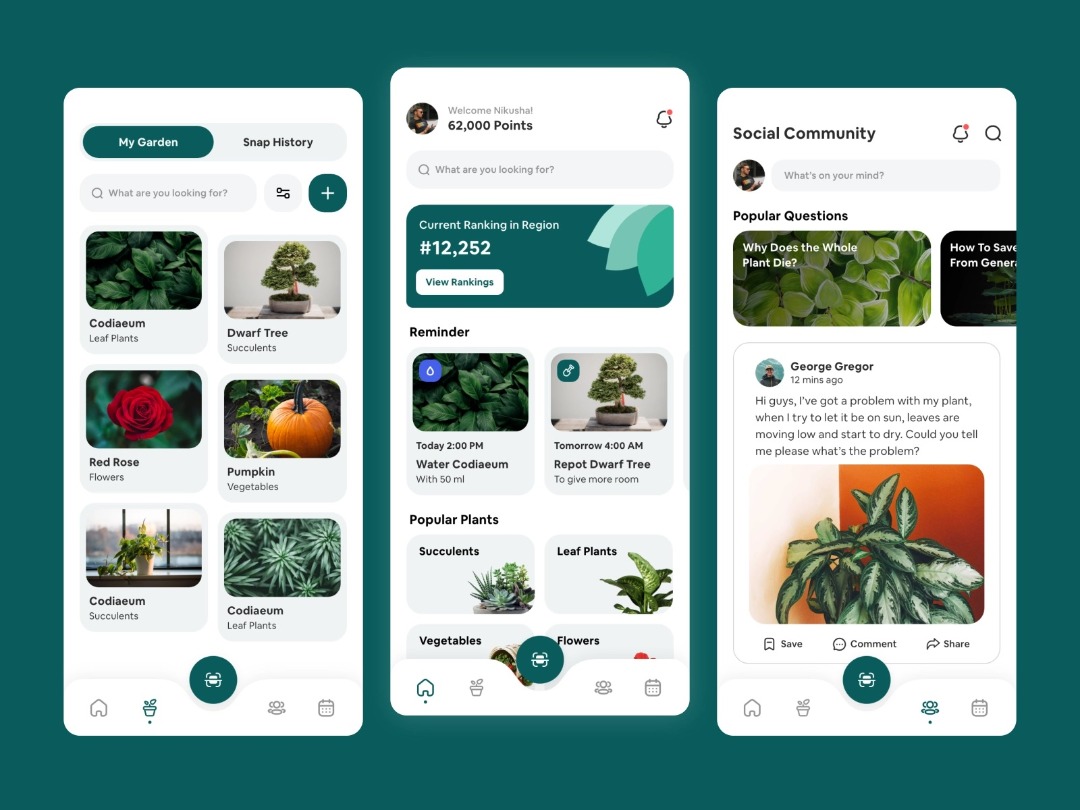 My Garden
Snap History
What are you looking for?
Codiaeum
Leaf Plants
Dwarf Tree
Succulents
Red Rose
Flowers
Pumpkin
Vegetables
Codiaeum
Succulents
Codiaeum
Leaf Plants
Welcome Nikusha!
62,000 Points
What are you looking for?
Current Ranking in Region
#12,252
View Rankings
Reminder
Today 2:00 PM
Water Codiaeum
With 50 ml
Tomorrow 4:00 AM
Repot Dwarf Tree
To give more room
Popular Plants
Succulents
Leaf Plants
Vegetables
Flowers
Social Community
What's on your mind?
Popular Questions
Why Does the Whole
Plant Die?
How To Save
From Genera
George Gregor
12 mins ago
Hi guys, I've got a problem with my plant,
when I try to let it be on sun, leaves are
moving low and start to dry. Could you tell
me please what's the problem?
Save
Comment
Share